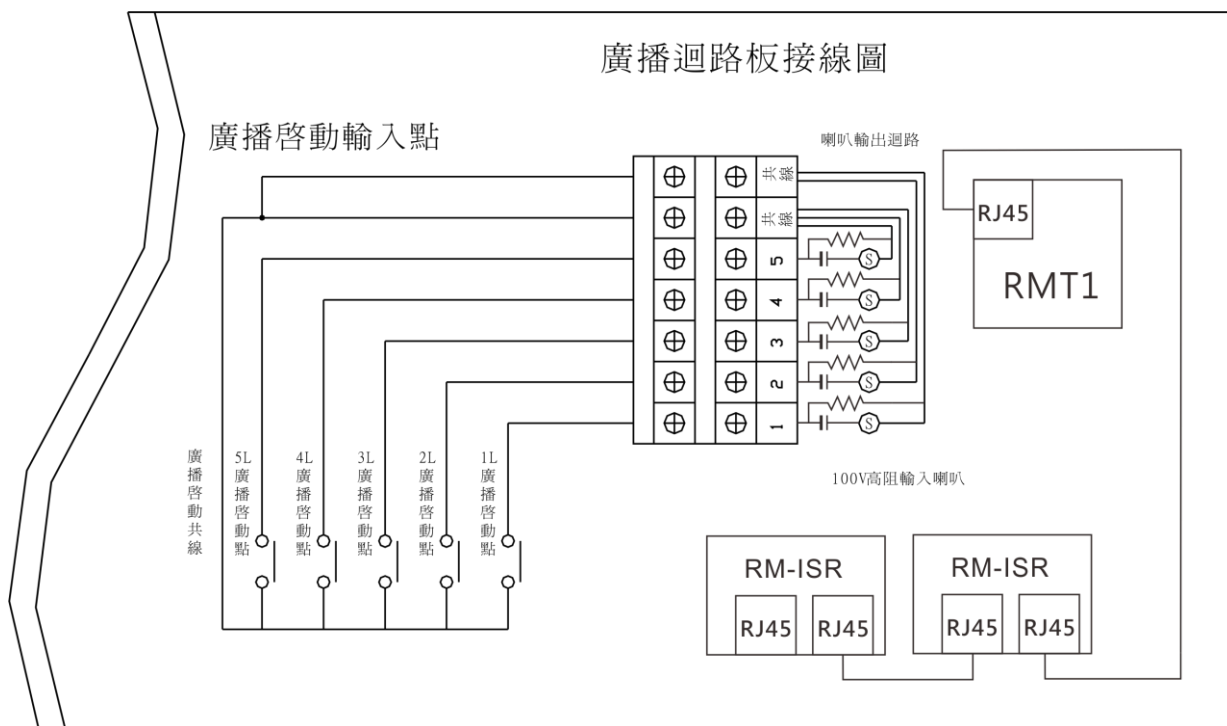 廣播迴路板接線圖
廣播啓動輸入點
喇叭輸出迴路
共線
共線
5
4
3
2
1
S
S
S
S
S
RJ45
RMT1
廣播啓動共線
5L廣播啓動點
4L廣播啓動點
3L廣播啓動點
2L廣播啓動點
1L廣播啓動點
100V高阻輸入喇叭
RM-ISR
RJ45
RJ45
RM-ISR
RJ45
RJ45